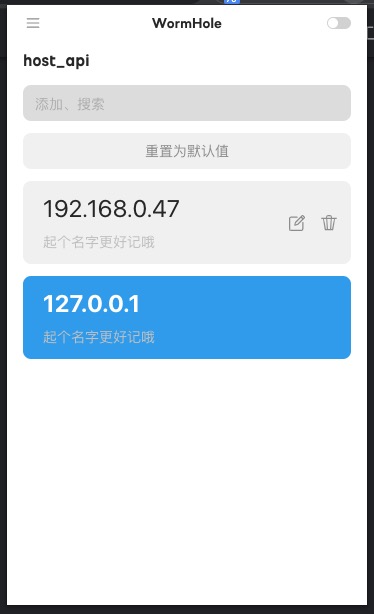 WormHole
host_api
添加、搜索
重置为默认值
192.168.0.47
起个名字更好记哦
127.0.0.1
起个名字更好记哦